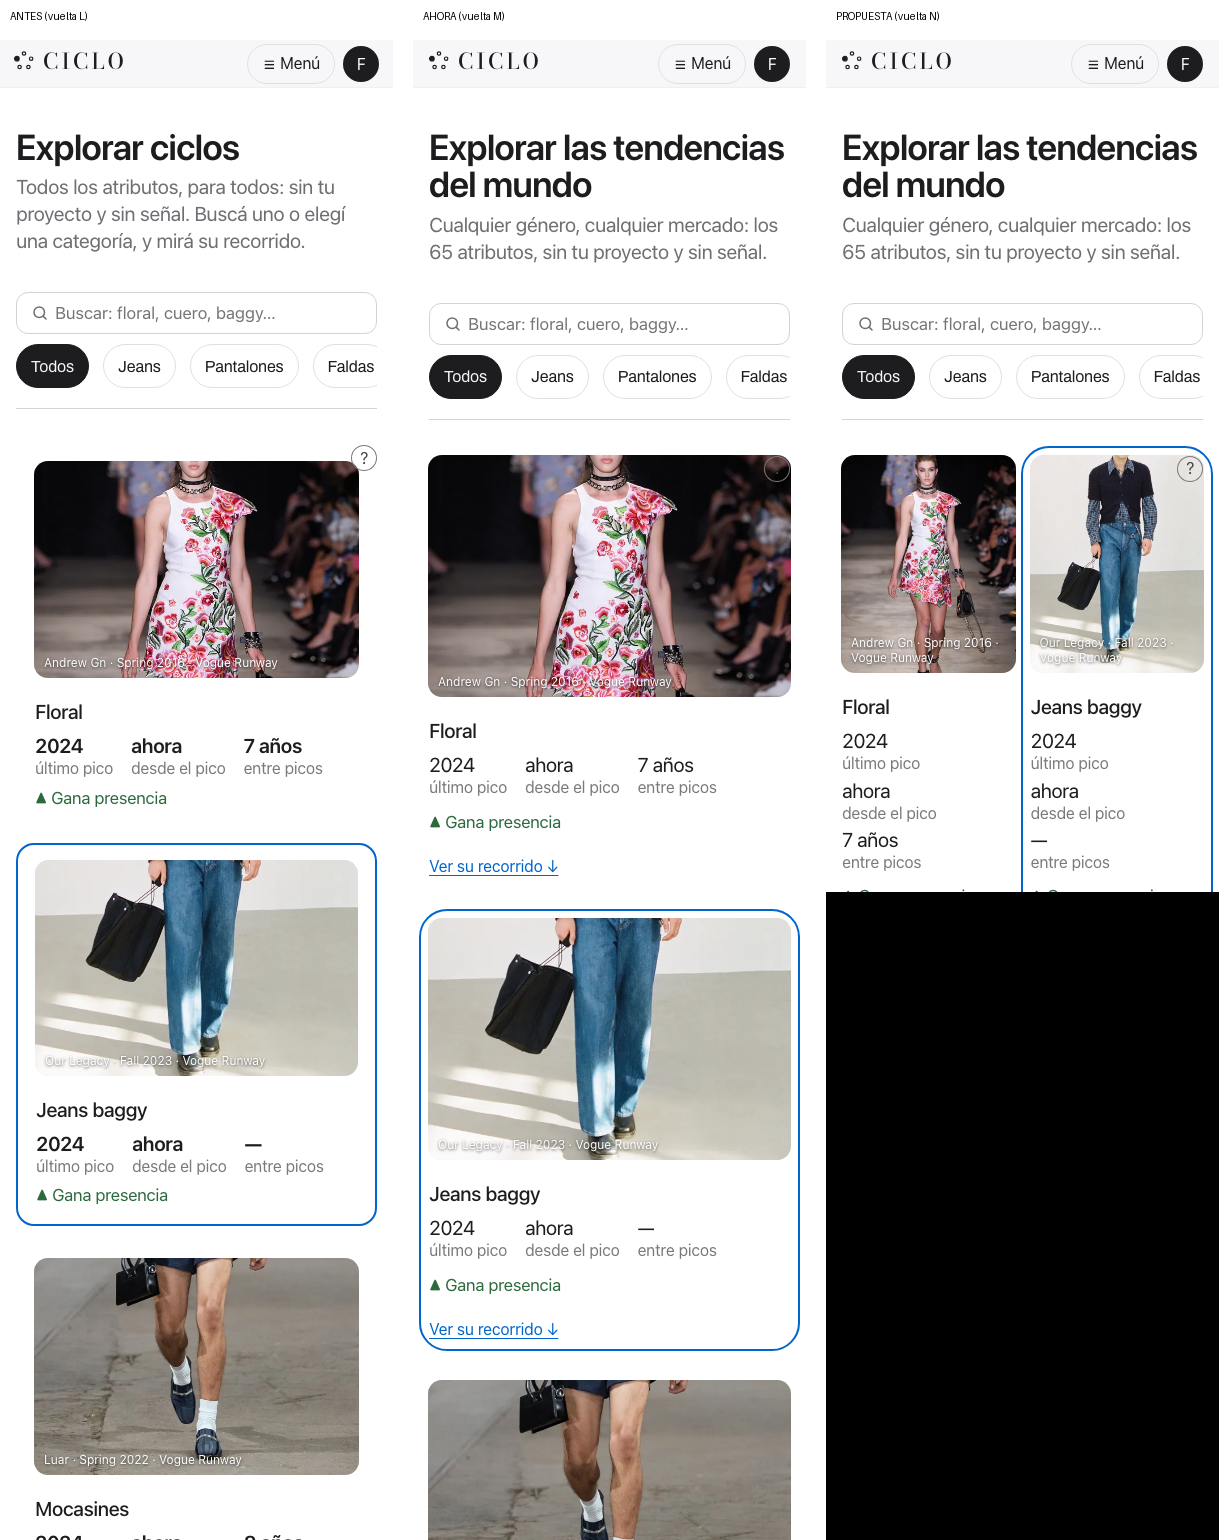 ANTES (vuelta L)
CICLO
≡ Menú
F
Explorar ciclos
Todos los atributos, para todos: sin tu
proyecto y sin señal. Buscá uno o elegí
una categoría, y mirá su recorrido.
Buscar: floral, cuero, baggy...
Todos
Jeans
Pantalones
Faldas
?
Andrew Gn · Spring 2016 · Vogue Runway
Floral
2024
ahora
7 años
último pico
desde el pico
entre picos
▲ Gana presencia
Our Legacy · Fall 2023 · Vogue Runway
Jeans baggy
2024
ahora
—
último pico
desde el pico
entre picos
▲ Gana presencia
Luar · Spring 2022 · Vogue Runway
Mocasines
AHORA (vuelta M)
CICLO
≡ Menú
F
Explorar las tendencias
del mundo
Cualquier género, cualquier mercado: los
65 atributos, sin tu proyecto y sin señal.
Buscar: floral, cuero, baggy...
Todos
Jeans
Pantalones
Faldas
Andrew Gn · Spring 2016 · Vogue Runway
Floral
2024
ahora
7 años
último pico
desde el pico
entre picos
▲ Gana presencia
Ver su recorrido ↓
Our Legacy · Fall 2023 · Vogue Runway
Jeans baggy
2024
ahora
—
último pico
desde el pico
entre picos
▲ Gana presencia
Ver su recorrido ↓
PROPUESTA (vuelta N)
CICLO
≡ Menú
F
Explorar las tendencias
del mundo
Cualquier género, cualquier mercado: los
65 atributos, sin tu proyecto y sin señal.
Buscar: floral, cuero, baggy...
Todos
Jeans
Pantalones
Faldas
Andrew Gn · Spring 2016 ·
Vogue Runway
Floral
2024
último pico
ahora
desde el pico
7 años
entre picos
?
Our Legacy · Fall 2023 ·
Vogue Runway
Jeans baggy
2024
último pico
ahora
desde el pico
—
entre picos